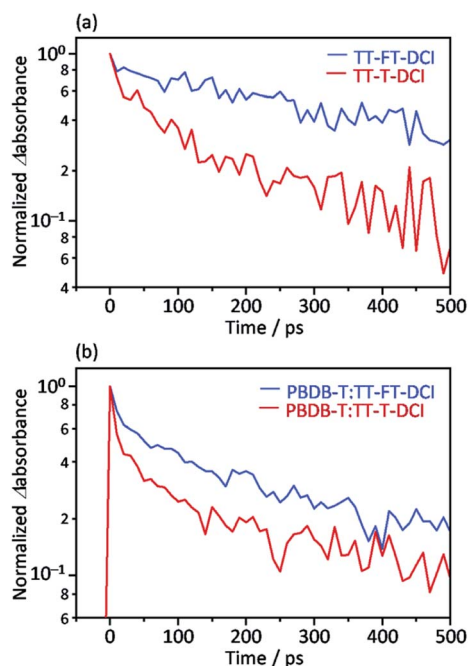 (a)
10⁰
8
6
4
2
10⁻¹
8
6
4
Normalized Δabsorbance
TT-FT-DCI
TT-T-DCI
0 100 200 300 400 500
Time / ps
(b)
10⁰
8
6
4
2
10⁻¹
8
6
Normalized Δabsorbance
PBDB-T:TT-FT-DCI
PBDB-T:TT-T-DCI
0 100 200 300 400 500
Time / ps